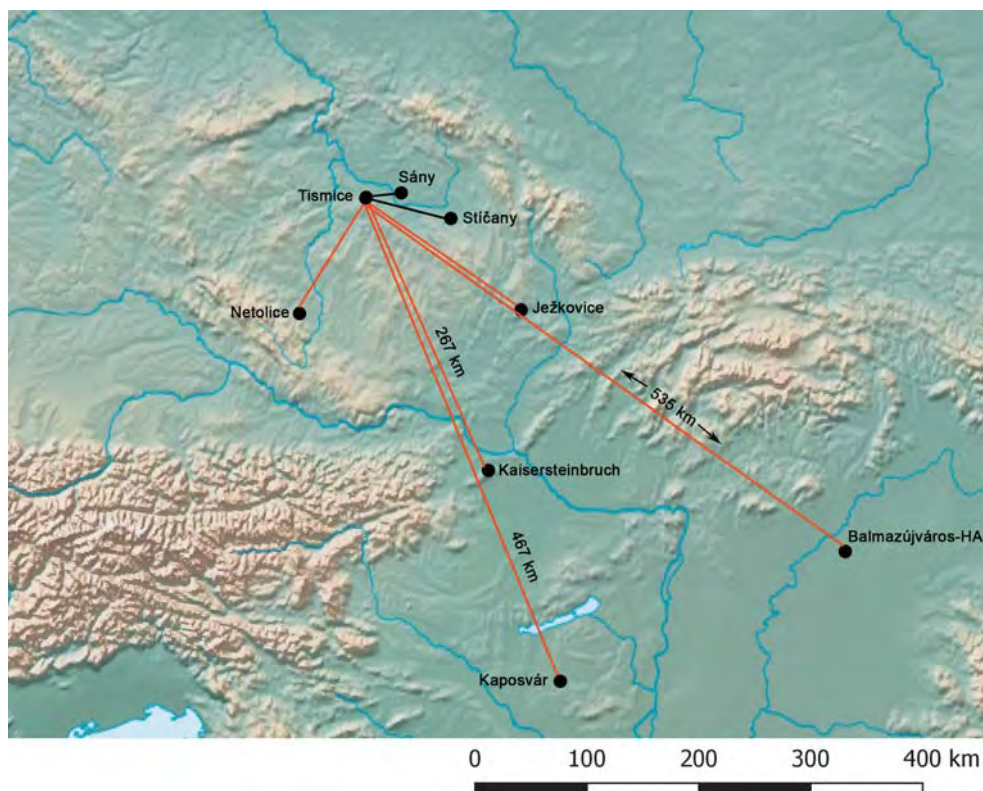 Sány
Tismice
Stíčany
Netolice
Ježkovice
267 km
535 km
Kaisersteinbruch
467 km
Balmazújváros-HA
Kaposvár
0 100 200 300 400 km